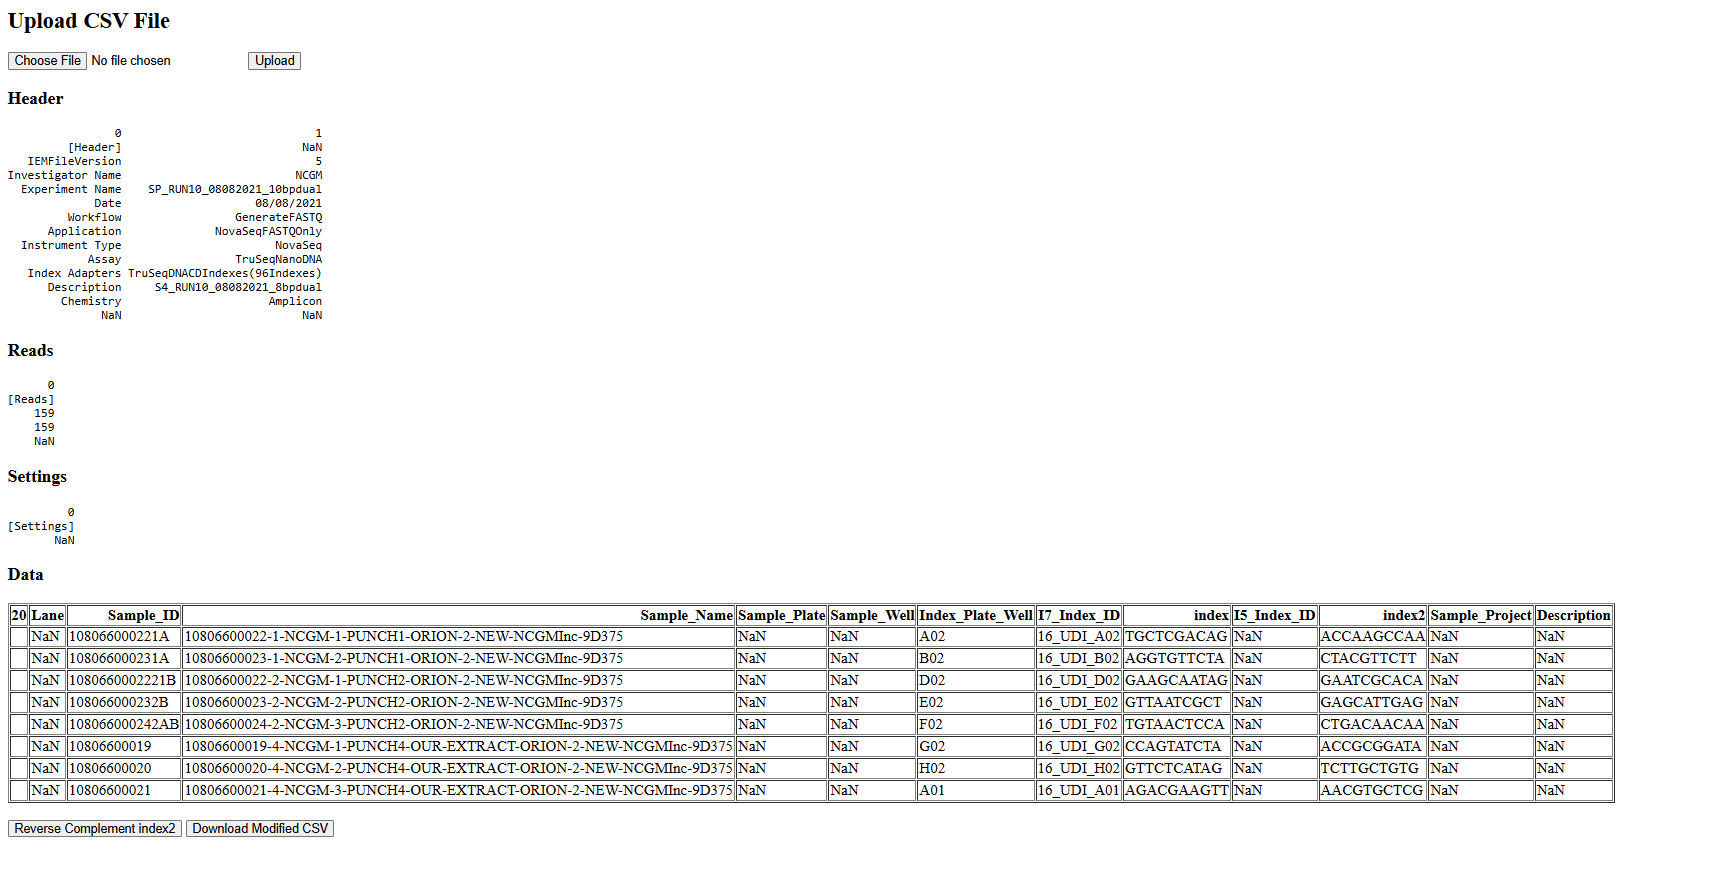 Upload CSV File
Choose File No file chosen Upload
Header
0 1
[Header] NaN
IEMFileVersion 5
Investigator Name NCGM
Experiment Name SP_RUN10_08082021_10bpdual
Date 08/08/2021
Workflow GenerateFASTQ
Application NovaSeqFASTQOnly
Instrument Type NovaSeq
Assay TruSeqNanoDNA
Index Adapters TruSeqDNACDIndexes(96Indexes)
Description S4_RUN10_08082021_8bpdual
Chemistry Amplicon
NaN NaN
Reads
0
[Reads]
159
159
NaN
Settings
0
[Settings]
NaN
Data
20 Lane Sample_ID Sample_Name Sample_Plate Sample_Well Index_Plate_Well I7_Index_ID index I5_Index_ID index2 Sample_Project Description
NaN 108066000221A 10806600022-1-NCGM-1-PUNCH1-ORION-2-NEW-NCGMInc-9D375 NaN NaN A02 16_UDI_A02 TGCTCGACAG NaN ACCAAGCCAA NaN NaN
NaN 108066000231A 10806600023-1-NCGM-2-PUNCH1-ORION-2-NEW-NCGMInc-9D375 NaN NaN B02 16_UDI_B02 AGGTGTTCTA NaN CTACGTTCTT NaN NaN
NaN 1080660002221B 10806600022-2-NCGM-1-PUNCH2-ORION-2-NEW-NCGMInc-9D375 NaN NaN D02 16_UDI_D02 GAAGCAATAG NaN GAATCGCACA NaN NaN
NaN 108066000232B 10806600023-2-NCGM-2-PUNCH2-ORION-2-NEW-NCGMInc-9D375 NaN NaN E02 16_UDI_E02 GTTAATCGCT NaN GAGCATTGAG NaN NaN
NaN 108066000242AB 10806600024-2-NCGM-3-PUNCH2-ORION-2-NEW-NCGMInc-9D375 NaN NaN F02 16_UDI_F02 TGTAACTCCA NaN CTGACAACAA NaN NaN
NaN 10806600019 10806600019-4-NCGM-1-PUNCH4-OUR-EXTRACT-ORION-2-NEW-NCGMInc-9D375 NaN NaN G02 16_UDI_G02 CCAGTATCTA NaN ACCGCGGATA NaN NaN
NaN 10806600020 10806600020-4-NCGM-2-PUNCH4-OUR-EXTRACT-ORION-2-NEW-NCGMInc-9D375 NaN NaN H02 16_UDI_H02 GTTCTCATAG NaN TCTTGCTGTG NaN NaN
NaN 10806600021 10806600021-4-NCGM-3-PUNCH4-OUR-EXTRACT-ORION-2-NEW-NCGMInc-9D375 NaN NaN A01 16_UDI_A01 AGACGAAGTT NaN AACGTGCTCG NaN NaN
Reverse Complement index2 Download Modified CSV